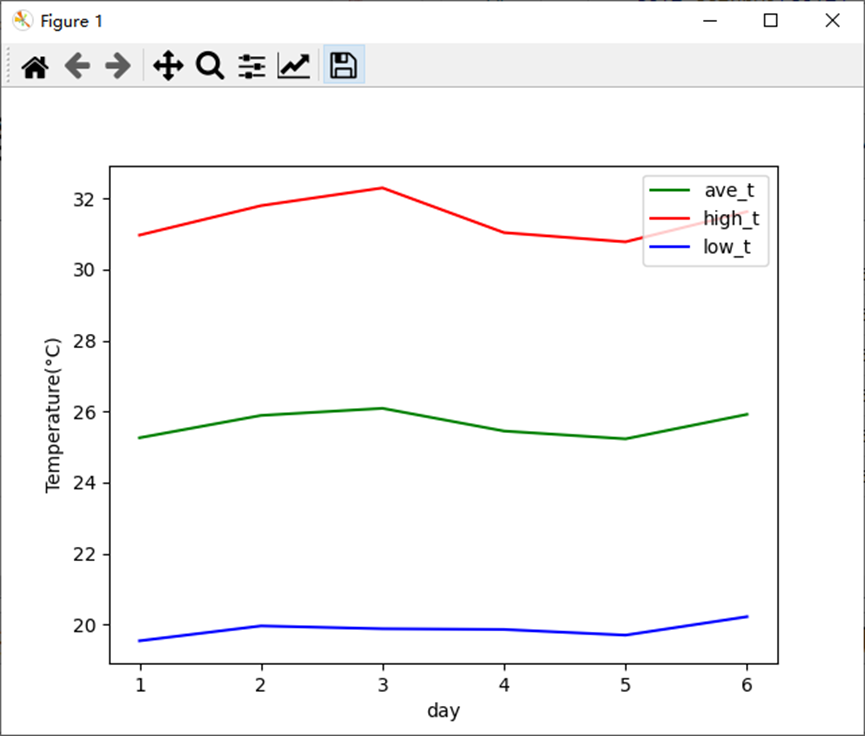 Figure 1
32
30
28
26
24
22
20
Temperature(°C)
ave_t
high_t
low_t
1 2 3 4 5 6
day